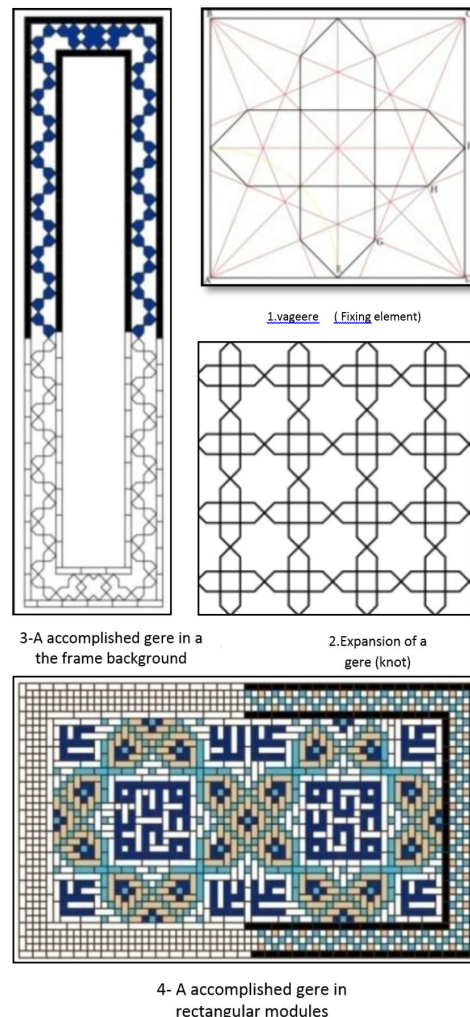 B
C
F
H
G
E
A
D
1.vageere ( Fixing element)
3-A accomplished gere in a
the frame background
2.Expansion of a
gere (knot)
4- A accomplished gere in
rectangular modules